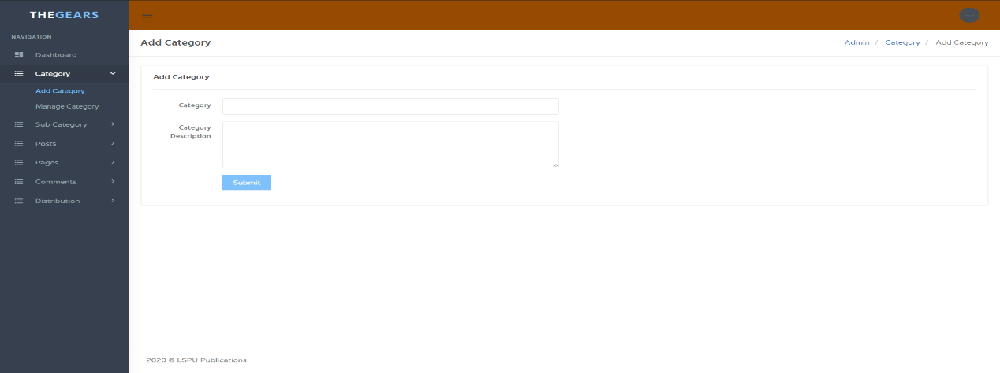 THEGEARS
NAVIGATION
Dashboard
Category
Add Category
Manage Category
Sub Category
Posts
Pages
Comments
Distribution
Add Category
Admin / Category / Add Category
Add Category
Category
Category
Description
Submit
2020 © LSPU Publications